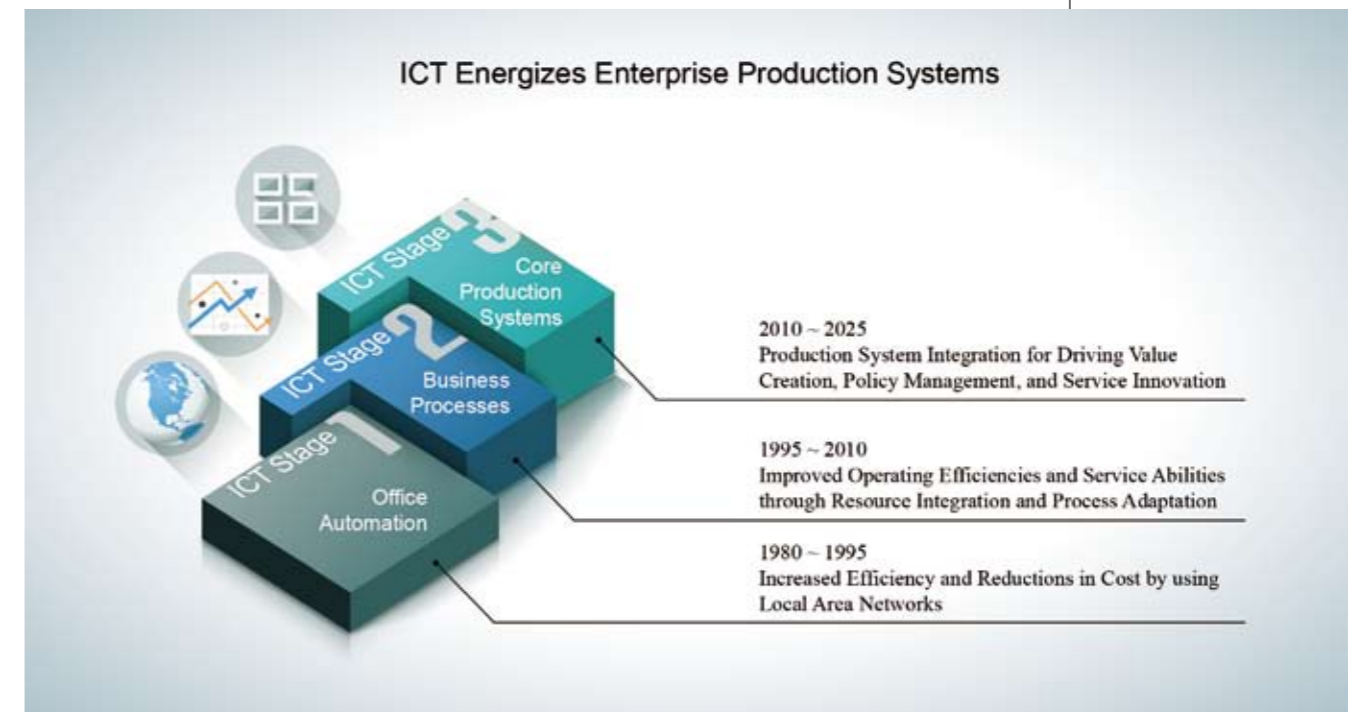 ICT Energizes Enterprise Production Systems
ICT Stage 3
Core
Production
Systems
2010 ~ 2025
Production System Integration for Driving Value
Creation, Policy Management, and Service Innovation
ICT Stage 2
Business
Processes
1995 ~ 2010
Improved Operating Efficiencies and Service Abilities
through Resource Integration and Process Adaptation
ICT Stage 1
Office
Automation
1980 ~ 1995
Increased Efficiency and Reductions in Cost by using
Local Area Networks